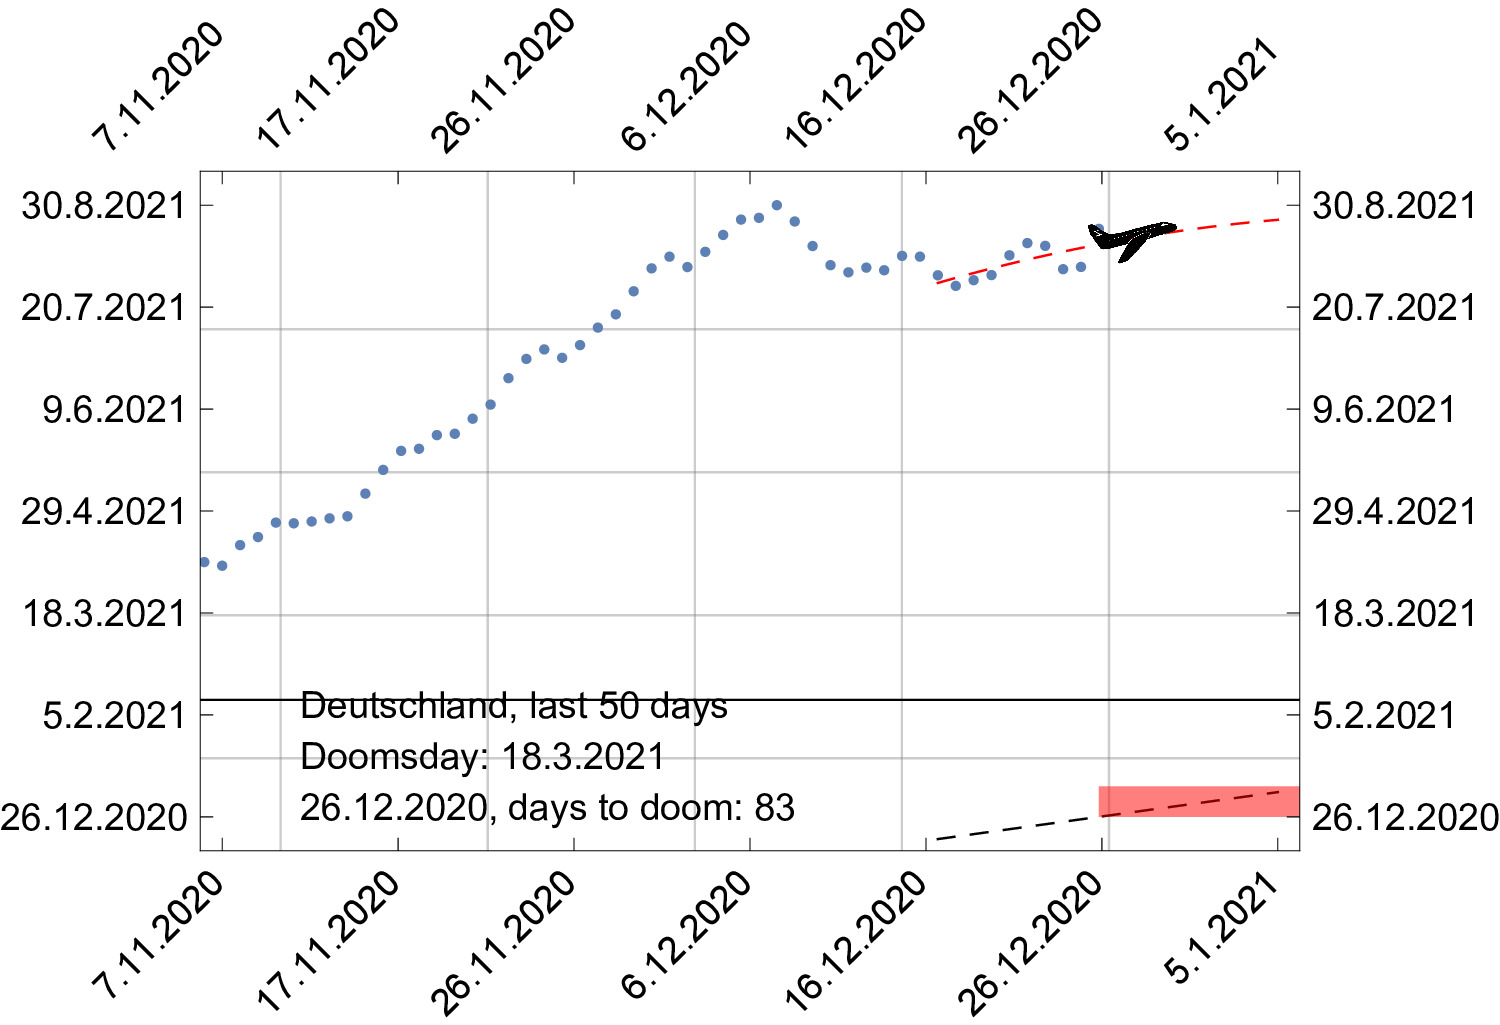 7.11.2020 17.11.2020 26.11.2020 6.12.2020 16.12.2020 26.12.2020 5.1.2021
30.8.2021 30.8.2021
20.7.2021 20.7.2021
9.6.2021 9.6.2021
29.4.2021 29.4.2021
18.3.2021 18.3.2021
Deutschland, last 50 days
5.2.2021 5.2.2021
Doomsday: 18.3.2021
26.12.2020, days to doom: 83
26.12.2020 26.12.2020
7.11.2020 17.11.2020 26.11.2020 6.12.2020 16.12.2020 26.12.2020 5.1.2021